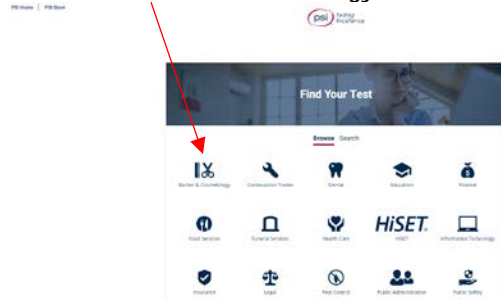 PSI Home | PSI Store
psi testing excellence
Find Your Test
Browse Search
Barber & Cosmetology Construction Trades Dental Education Finance
Food Services Funeral Services Health Care HiSET HiSET Information Technology
Insurance Legal Pest Control Public Administration Public Safety